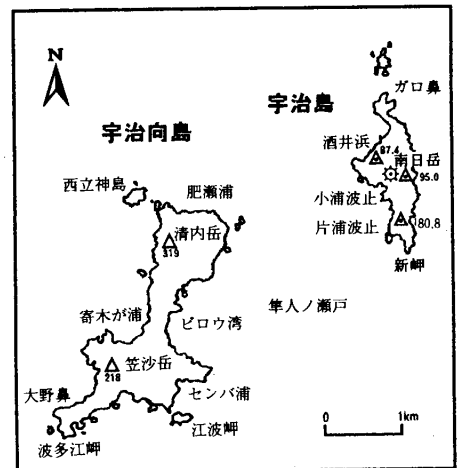 N
宇治島
ガロ鼻
宇治向島
酒井浜
87.4
南日岳
95.0
西立神島
肥瀬浦
小浦波止
清内岳
319
片浦波止
80.8
新岬
寄木が浦
ビロウ湾
隼人ノ瀬戸
笠沙岳
218
大野鼻
センバ浦
江波岬
波多江岬
0 1km